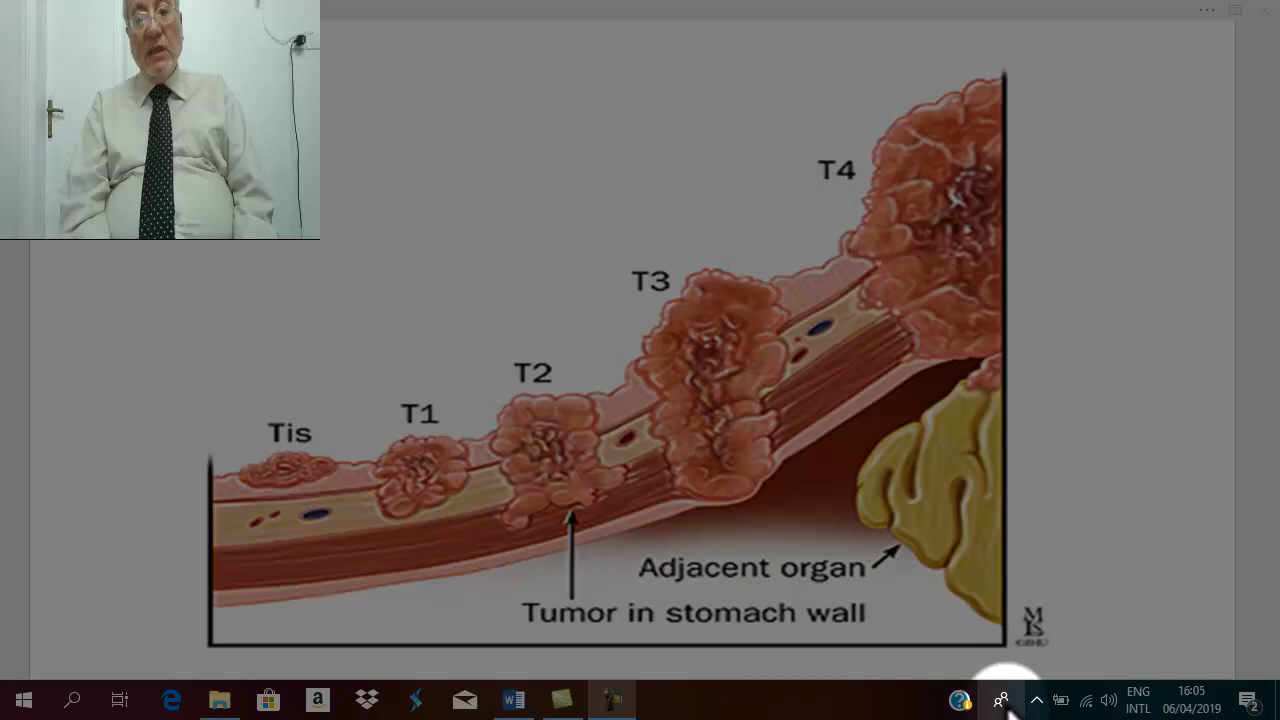 T4
T3
T2
T1
Tis
Adjacent organ
Tumor in stomach wall
ENG
INTL
16:05
06/04/2019
2